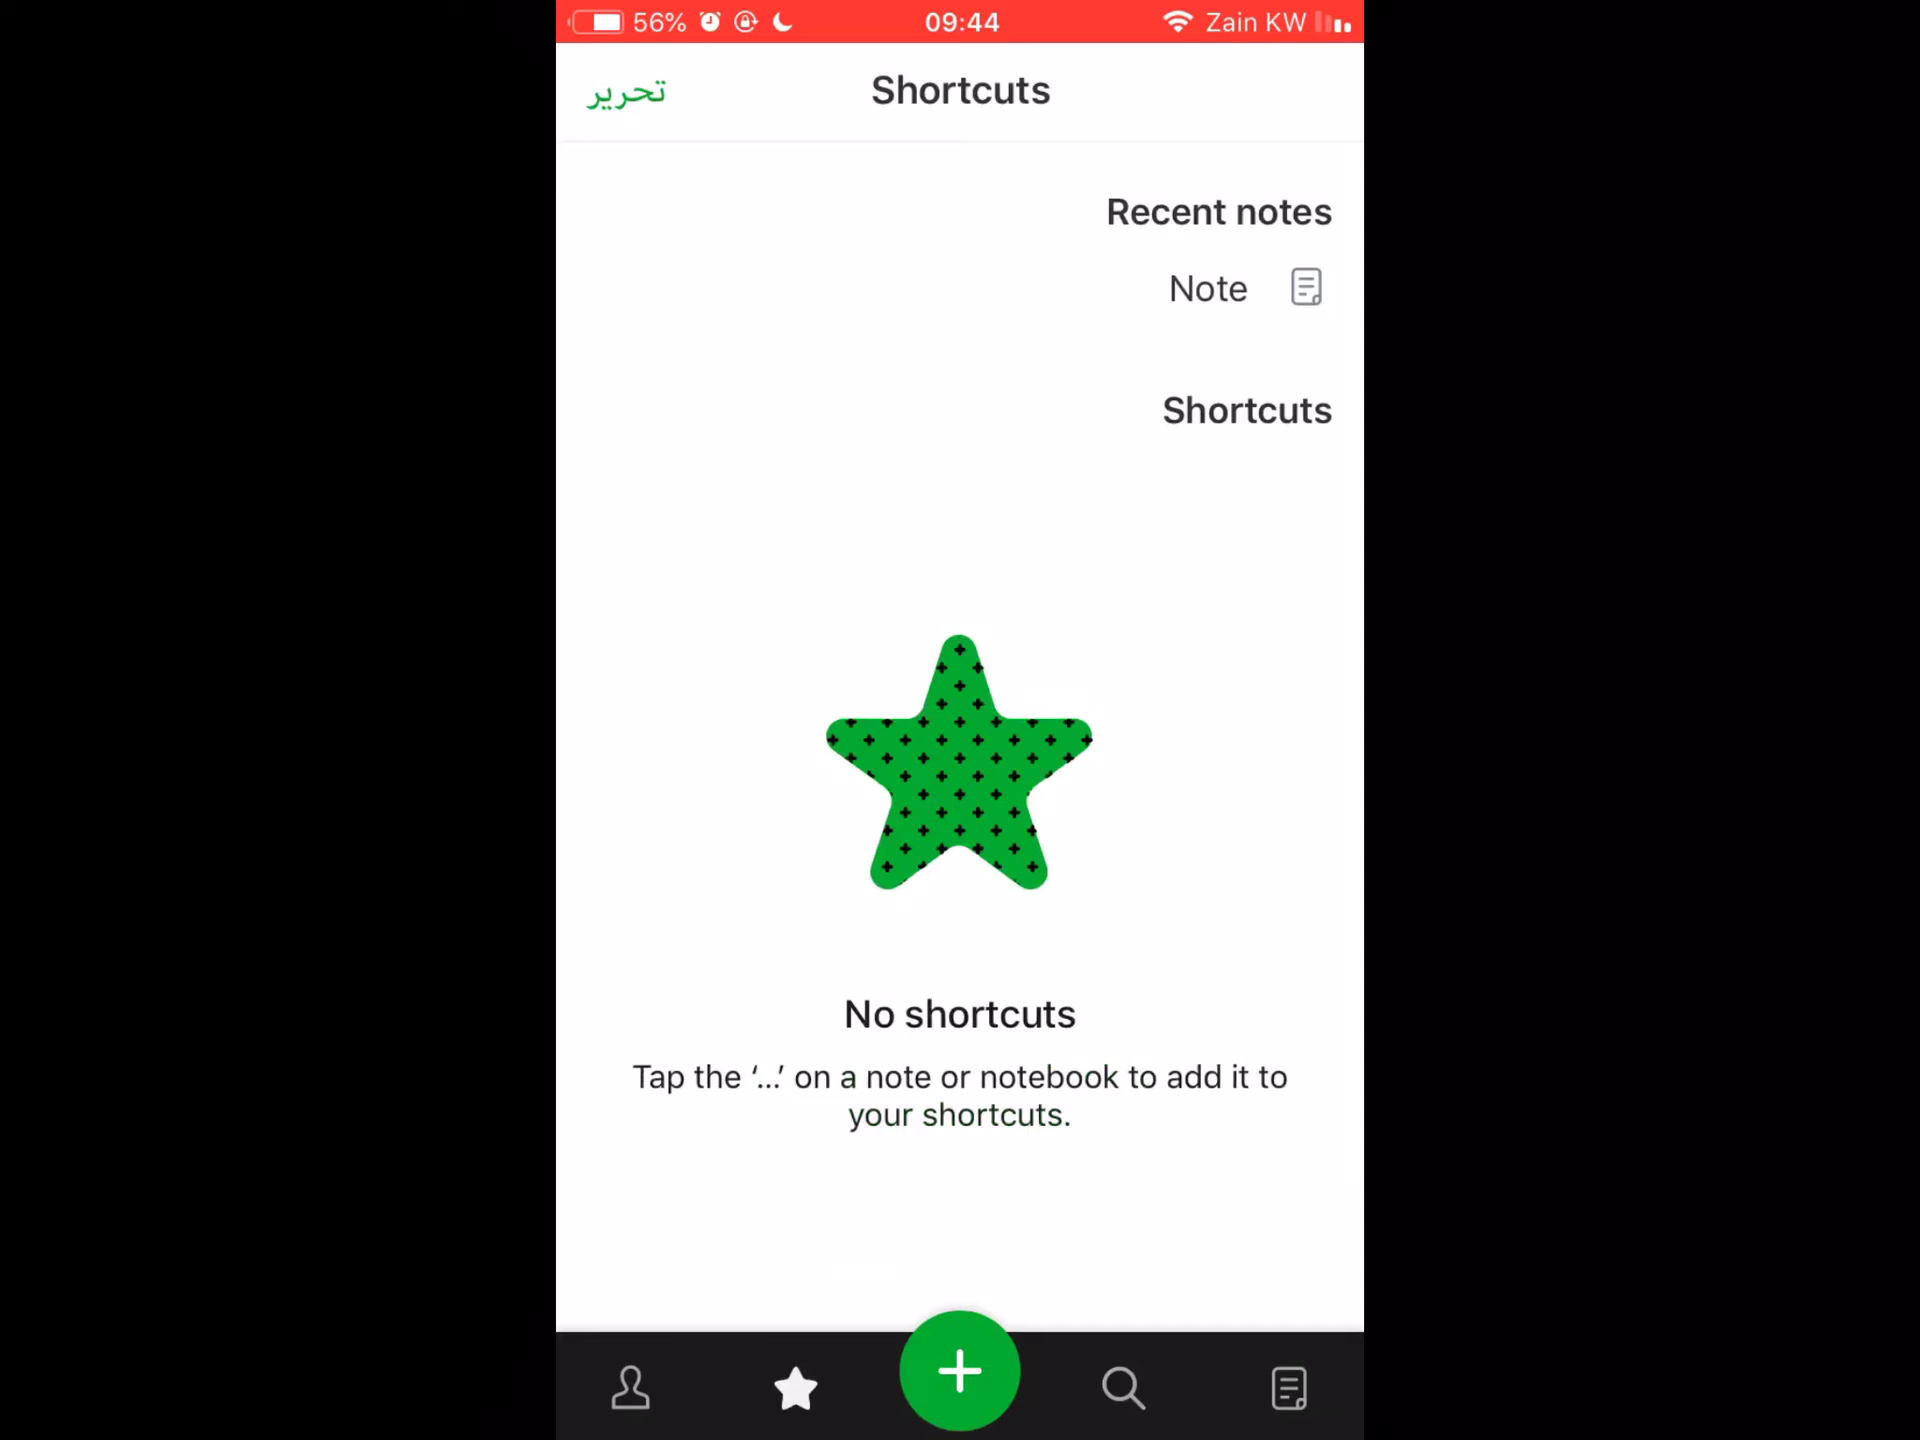 56% 09:44 Zain KW
تحرير Shortcuts
Recent notes
Note
Shortcuts
No shortcuts
Tap the ‘...’ on a note or notebook to add it to
your shortcuts.